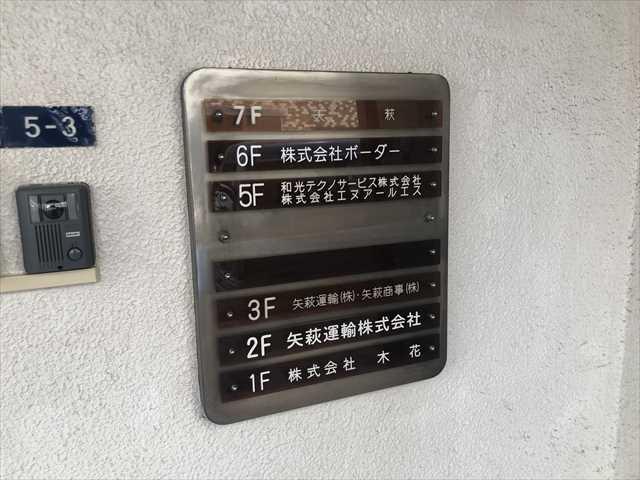 5-3
7F 矢 萩
6F 株式会社ボーダー
5F 和光テクノサービス株式会社
株式会社エヌアールエス
3F 矢萩運輸(株)・矢萩商事(株)
2F 矢萩運輸株式会社
1F 株式会社 木花